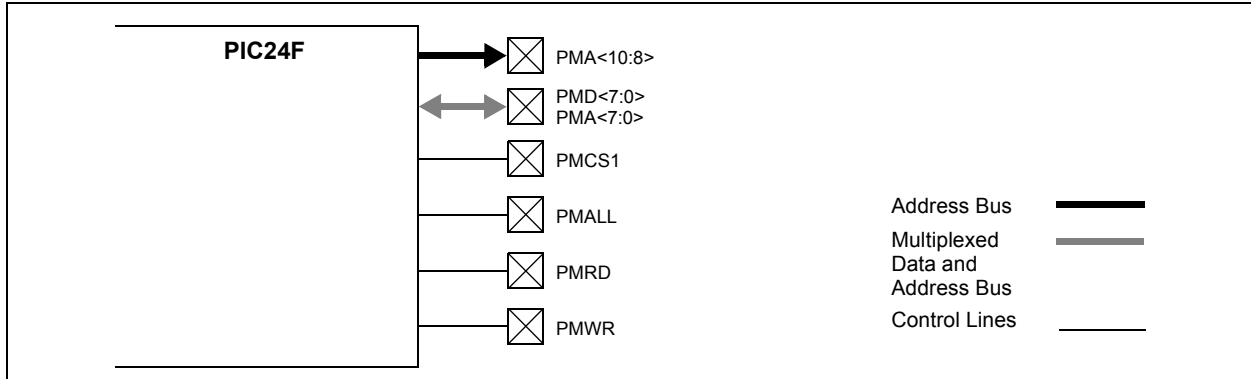 PIC24F
PMA<10:8>
PMD<7:0>
PMA<7:0>
PMCS1
PMALL
PMRD
PMWR
Address Bus
Multiplexed
Data and
Address Bus
Control Lines